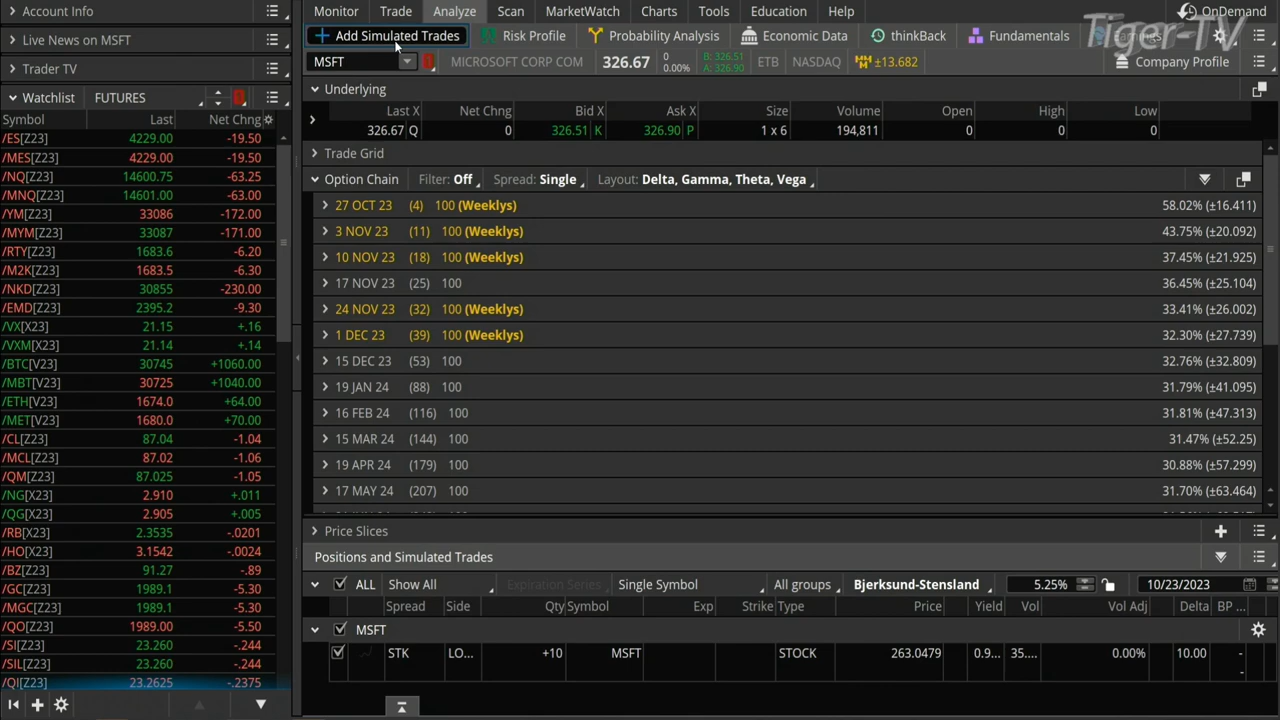 Account Info
Live News on MSFT
Trader TV
Watchlist FUTURES
Symbol Last Net Chng
/ES[Z23] 4229.00 -19.50
/MES[Z23] 4229.00 -19.50
/NQ[Z23] 14600.75 -63.25
/MNQ[Z23] 14601.00 -63.00
/YM[Z23] 33086 -172.00
/MYM[Z23] 33087 -171.00
/RTY[Z23] 1683.6 -6.20
/M2K[Z23] 1683.5 -6.30
/NKD[Z23] 30855 -230.00
/EMD[Z23] 2395.2 -9.30
/VX[X23] 21.15 +.16
/VXM[X23] 21.14 +.14
/BTC[V23] 30745 +1060.00
/MBT[V23] 30725 +1040.00
/ETH[V23] 1674.0 +64.00
/MET[V23] 1680.0 +70.00
/CL[Z23] 87.04 -1.04
/MCL[Z23] 87.02 -1.06
/QM[Z23] 87.025 -1.05
/NG[X23] 2.910 +.011
/QG[X23] 2.905 +.005
/RB[X23] 2.3535 -.0201
/HO[X23] 3.1542 -.0024
/BZ[Z23] 91.27 -.89
/GC[Z23] 1989.1 -5.30
/MGC[Z23] 1989.1 -5.30
/QO[Z23] 1989.00 -5.50
/SI[Z23] 23.260 -.244
/SIL[Z23] 23.260 -.244
/QI[Z23] 23.2625 -.2375
Monitor Trade Analyze Scan MarketWatch Charts Tools Education Help OnDemand
Tiger-TV
Add Simulated Trades Risk Profile Probability Analysis Economic Data thinkBack Fundamentals Earnings
MSFT MICROSOFT CORP COM 326.67 0 0.00% B: 326.51 A: 326.90 ETB NASDAQ ±13.682 Company Profile
Underlying
Last X Net Chng Bid X Ask X Size Volume Open High Low
326.67 Q 0 326.51 K 326.90 P 1 x 6 194,811 0 0 0
Trade Grid
Option Chain Filter: Off Spread: Single Layout: Delta, Gamma, Theta, Vega
27 OCT 23 (4) 100 (Weeklys) 58.02% (±16.411)
3 NOV 23 (11) 100 (Weeklys) 43.75% (±20.092)
10 NOV 23 (18) 100 (Weeklys) 37.45% (±21.925)
17 NOV 23 (25) 100 36.45% (±25.104)
24 NOV 23 (32) 100 (Weeklys) 33.41% (±26.002)
1 DEC 23 (39) 100 (Weeklys) 32.30% (±27.739)
15 DEC 23 (53) 100 32.76% (±32.809)
19 JAN 24 (88) 100 31.79% (±41.095)
16 FEB 24 (116) 100 31.81% (±47.313)
15 MAR 24 (144) 100 31.47% (±52.25)
19 APR 24 (179) 100 30.88% (±57.299)
17 MAY 24 (207) 100 31.70% (±63.464)
Price Slices
Positions and Simulated Trades
ALL Show All Expiration Series Single Symbol All groups Bjerksund-Stensland 5.25% 10/23/2023
Spread Side Qty Symbol Exp Strike Type Price Yield Vol Vol Adj Delta BP ...
MSFT
STK LO... +10 MSFT STOCK 263.0479 0.9... 35.... 0.00% 10.00 -
-